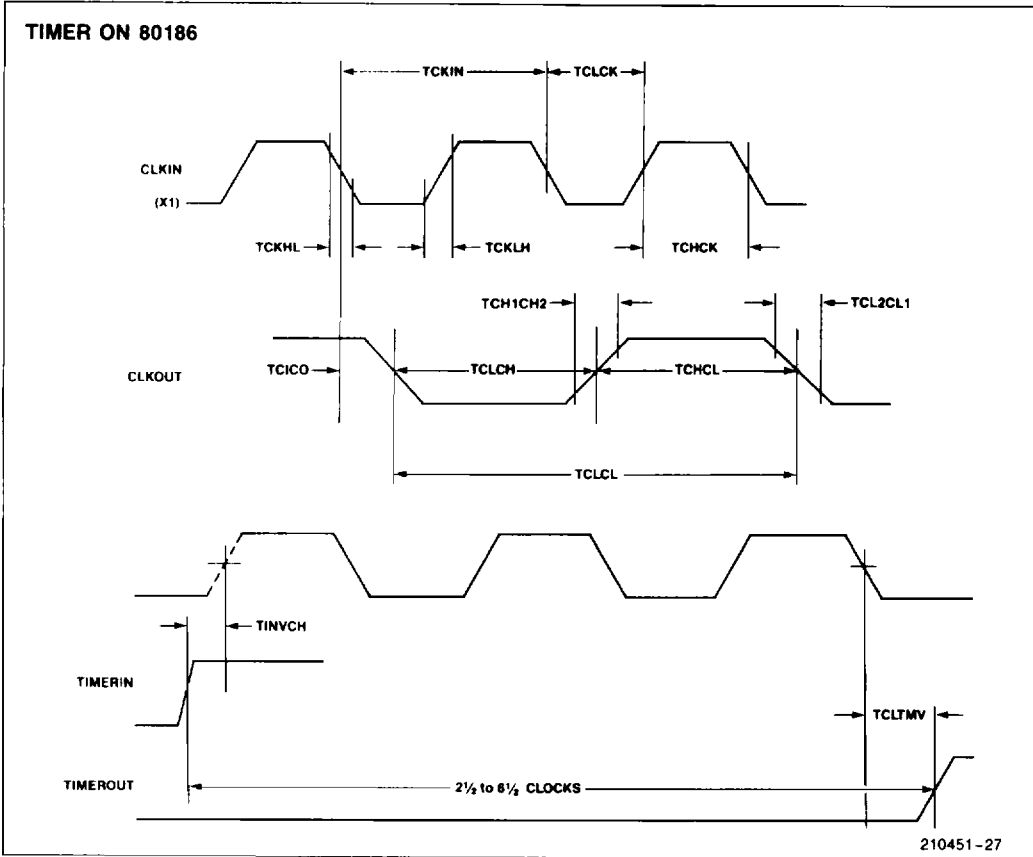 TIMER ON 80186
TCKIN
TCLCK
CLKIN
(X1)
TCKHL
TCKLH
TCHCK
TCH1CH2
TCL2CL1
CLKOUT
TCICO
TCLCH
TCHCL
TCLCL
TINVCH
TIMERIN
TCLTMV
TIMEROUT
2½ to 6½ CLOCKS
210451-27